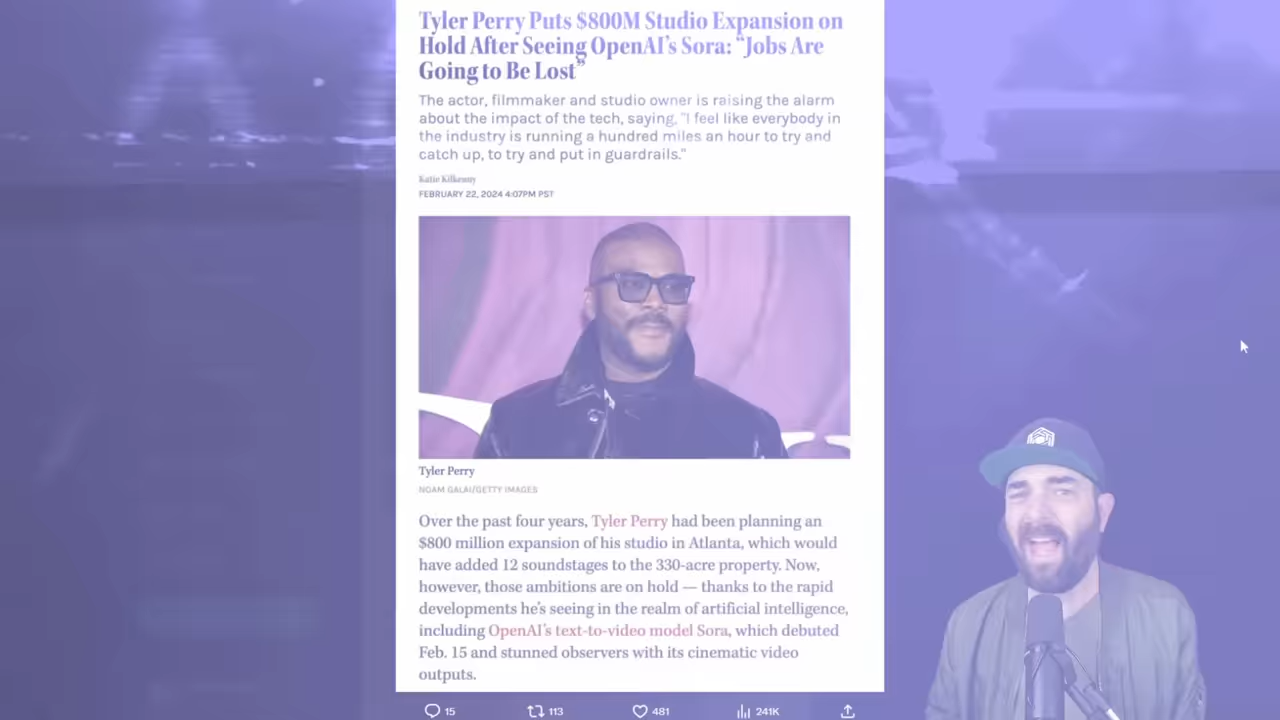 Tyler Perry Puts $800M Studio Expansion on
Hold After Seeing OpenAI’s Sora: “Jobs Are
Going to Be Lost”
The actor, filmmaker and studio owner is raising the alarm
about the impact of the tech, saying, "I feel like everybody in
the industry is running a hundred miles an hour to try and
catch up, to try and put in guardrails."
Katie Kilkenny
FEBRUARY 22, 2024 4:07PM PST
Tyler Perry
NOAM GALAI/GETTY IMAGES
Over the past four years, Tyler Perry had been planning an
$800 million expansion of his studio in Atlanta, which would
have added 12 soundstages to the 330-acre property. Now,
however, those ambitions are on hold — thanks to the rapid
developments he’s seeing in the realm of artificial intelligence,
including OpenAI’s text-to-video model Sora, which debuted
Feb. 15 and stunned observers with its cinematic video
outputs.
15 113 481 241K